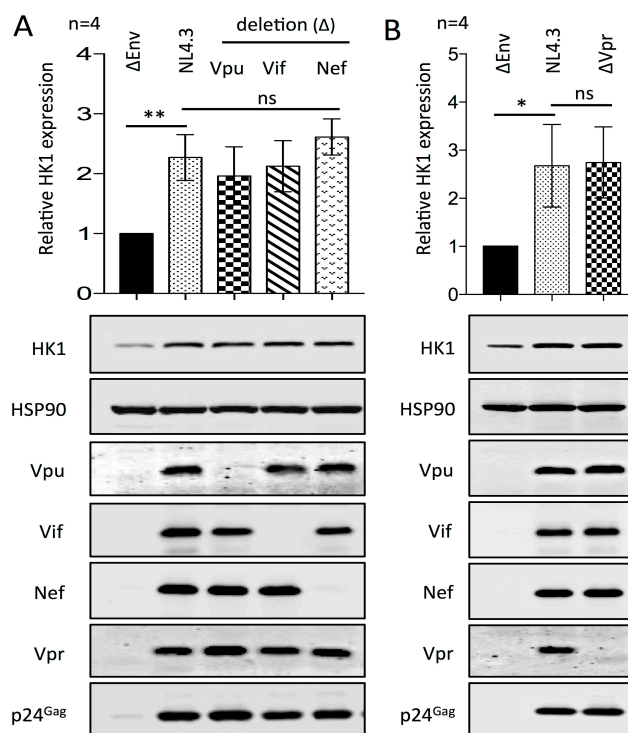 A
n=4
ΔEnv
NL4.3
deletion (Δ)
Vpu Vif Nef
Relative HK1 expression
4
3
2
1
0
**
ns
HK1
HSP90
Vpu
Vif
Nef
Vpr
p24Gag
B
n=4
ΔEnv
NL4.3
ΔVpr
Relative HK1 expression
5
4
3
2
1
0
*
ns
HK1
HSP90
Vpu
Vif
Nef
Vpr
p24Gag